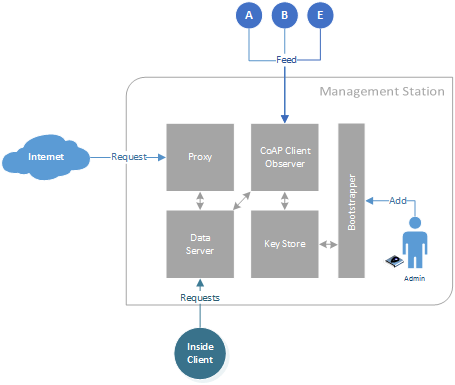 A B E
Feed
Management Station
Internet
Request
Proxy
CoAP Client
Observer
Bootstrapper
Add
Data
Server
Key Store
Admin
Requests
Inside
Client